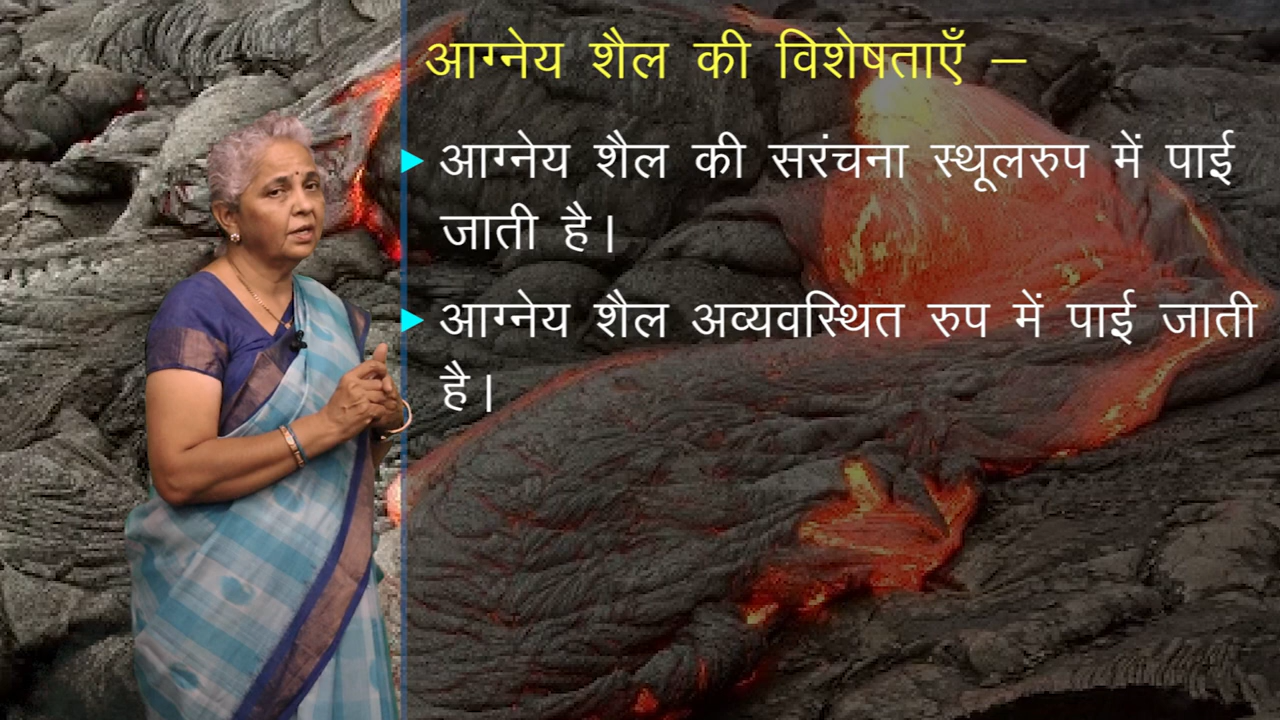 आग्नेय शैल की विशेषताएँ –
आग्नेय शैल की सरंचना स्थूलरुप में पाई
जाती है।
आग्नेय शैल अव्यवस्थित रुप में पाई जाती
है।